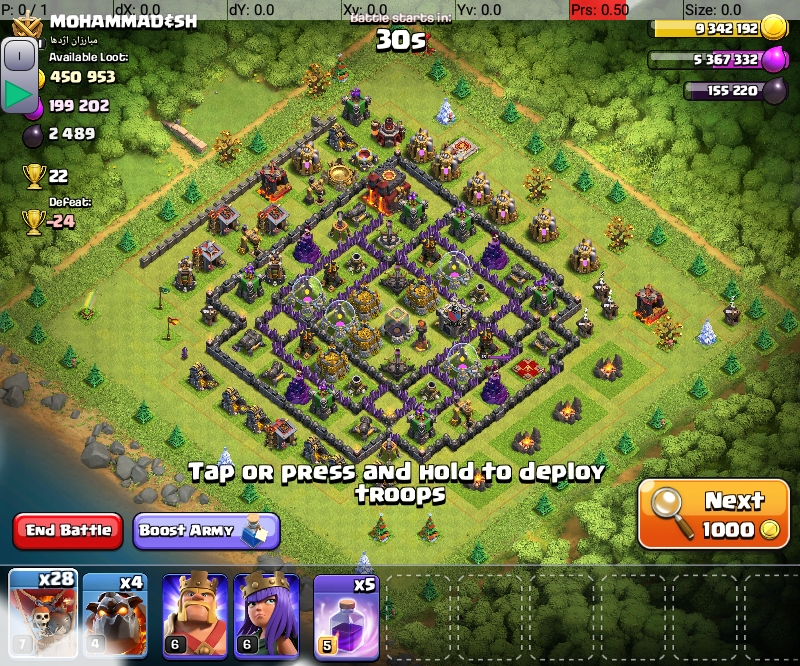 P: 0 / 1 dX: 0.0 dY: 0.0 Xv: 0.0 Yv: 0.0 Prs: 0.50 Size: 0.0
MOHAMMAD¢SH
مبارزان اژدها
Available Loot:
450 953
199 202
2 489
22
Defeat:
-24
Battle starts in:
30s
9 342 192
5 367 332
155 220
Tap or press and hold to deploy
troops
End Battle
Boost Army
Next
1000
x28
7
x4
4
6
6
x5
5